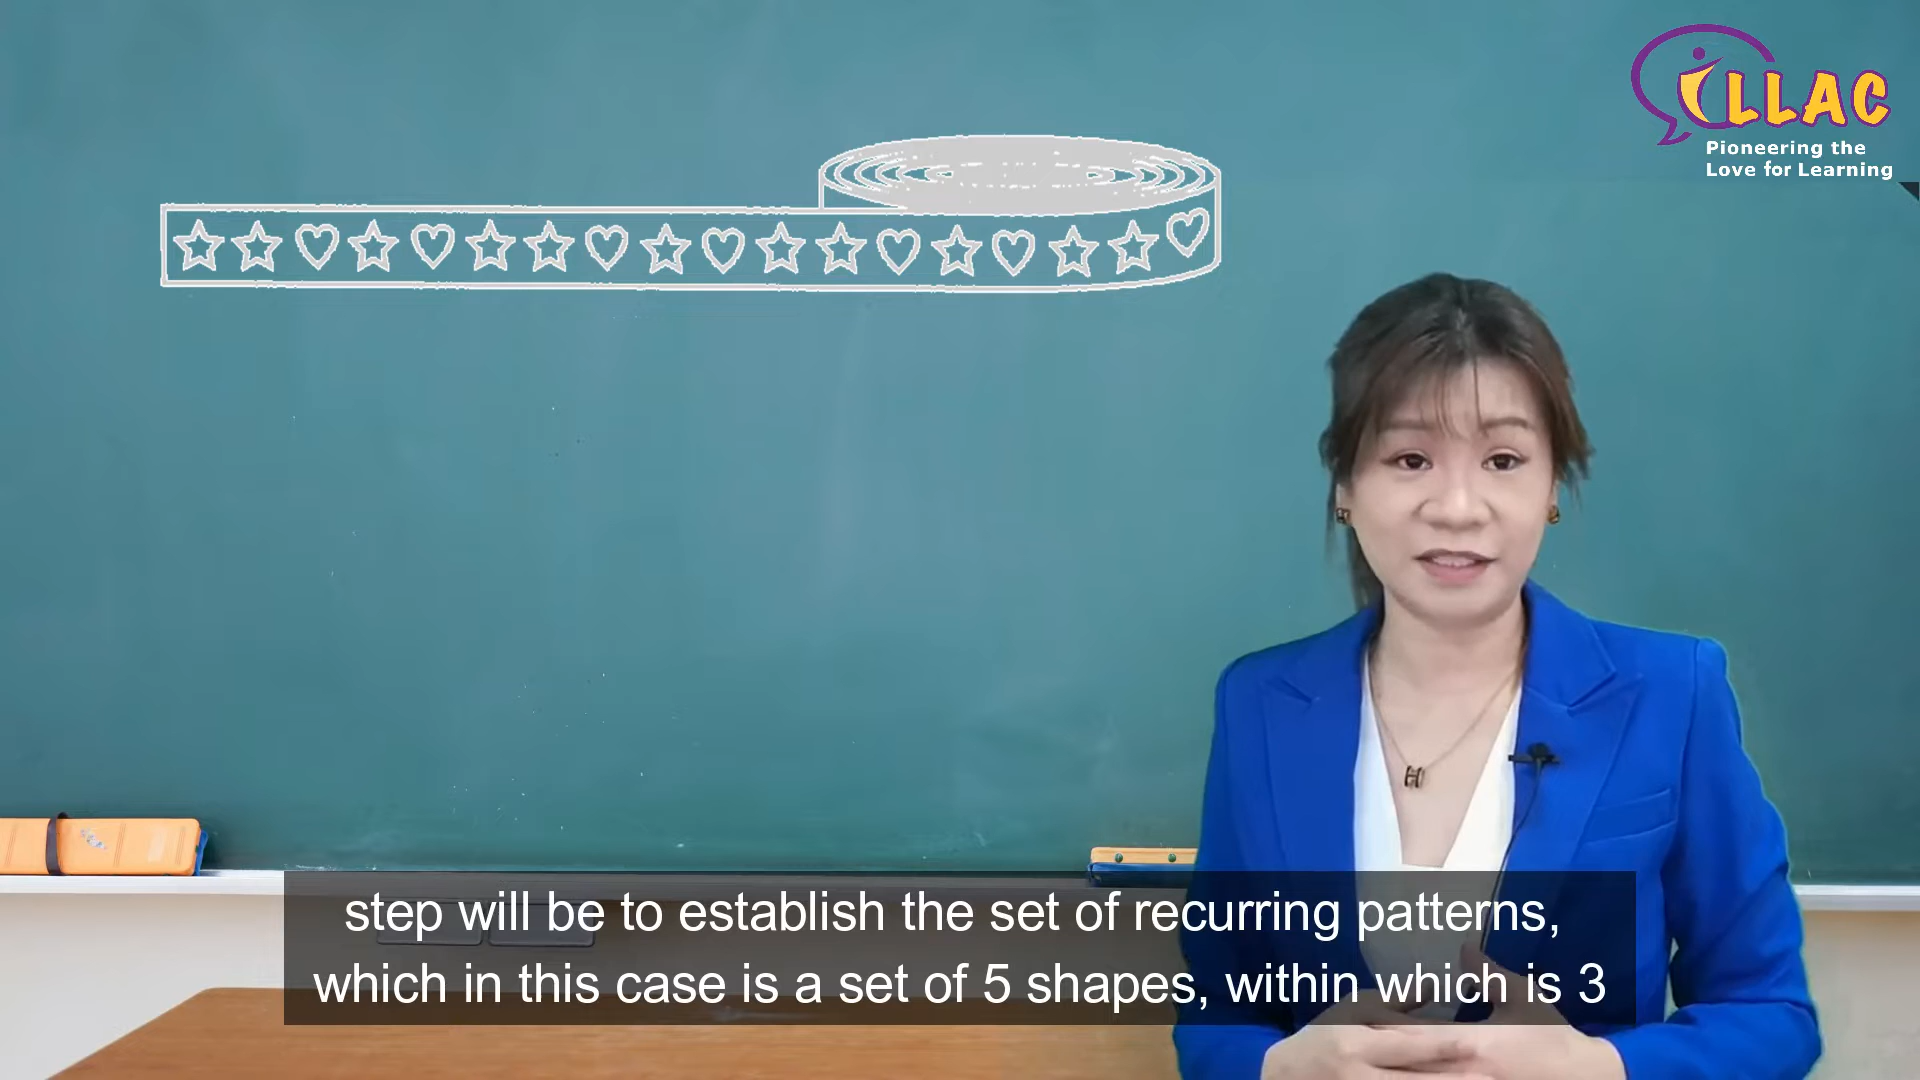 iLLAC
Pioneering the
Love for Learning
step will be to establish the set of recurring patterns,
which in this case is a set of 5 shapes, within which is 3